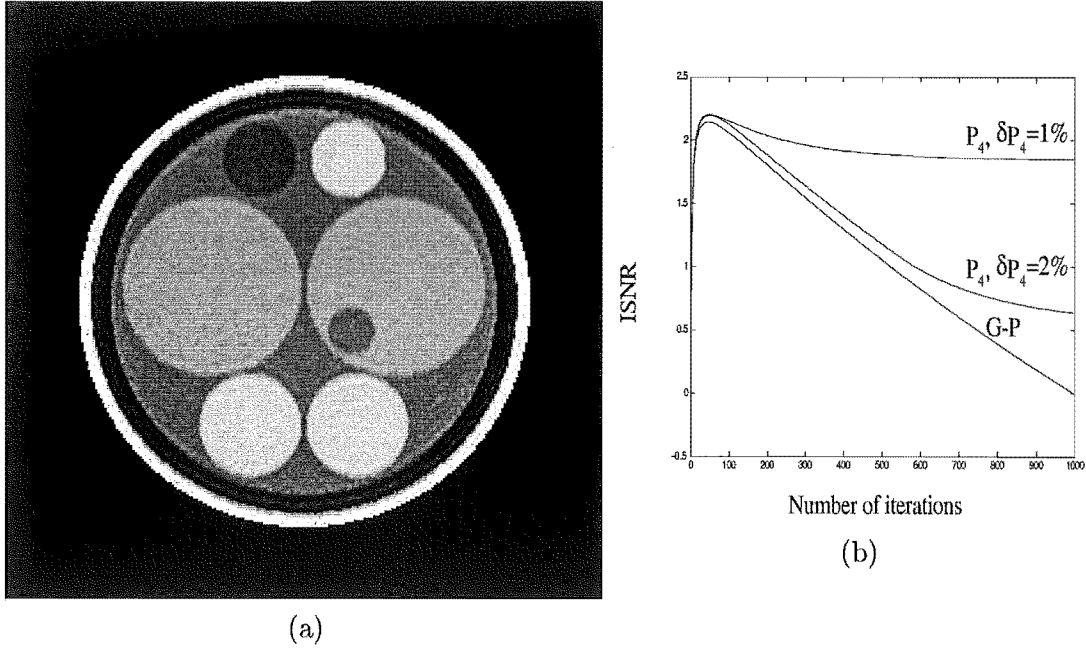 (a)
ISNR
2.5
2
1.5
1
0.5
0
-0.5
0 100 200 300 400 500 600 700 800 900 1000
P₄, δP₄=1%
P₄, δP₄=2%
G-P
Number of iterations
(b)